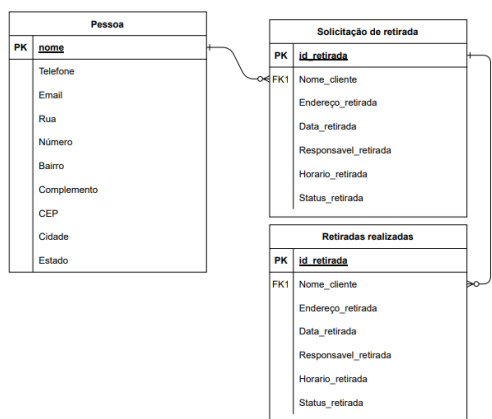 Pessoa
PK nome
Telefone
Email
Rua
Número
Bairro
Complemento
CEP
Cidade
Estado
Solicitação de retirada
PK id_retirada
FK1 Nome_cliente
Endereço_retirada
Data_retirada
Responsavel_retirada
Horario_retirada
Status_retirada
Retiradas realizadas
PK id_retirada
FK1 Nome_cliente
Endereço_retirada
Data_retirada
Responsavel_retirada
Horario_retirada
Status_retirada